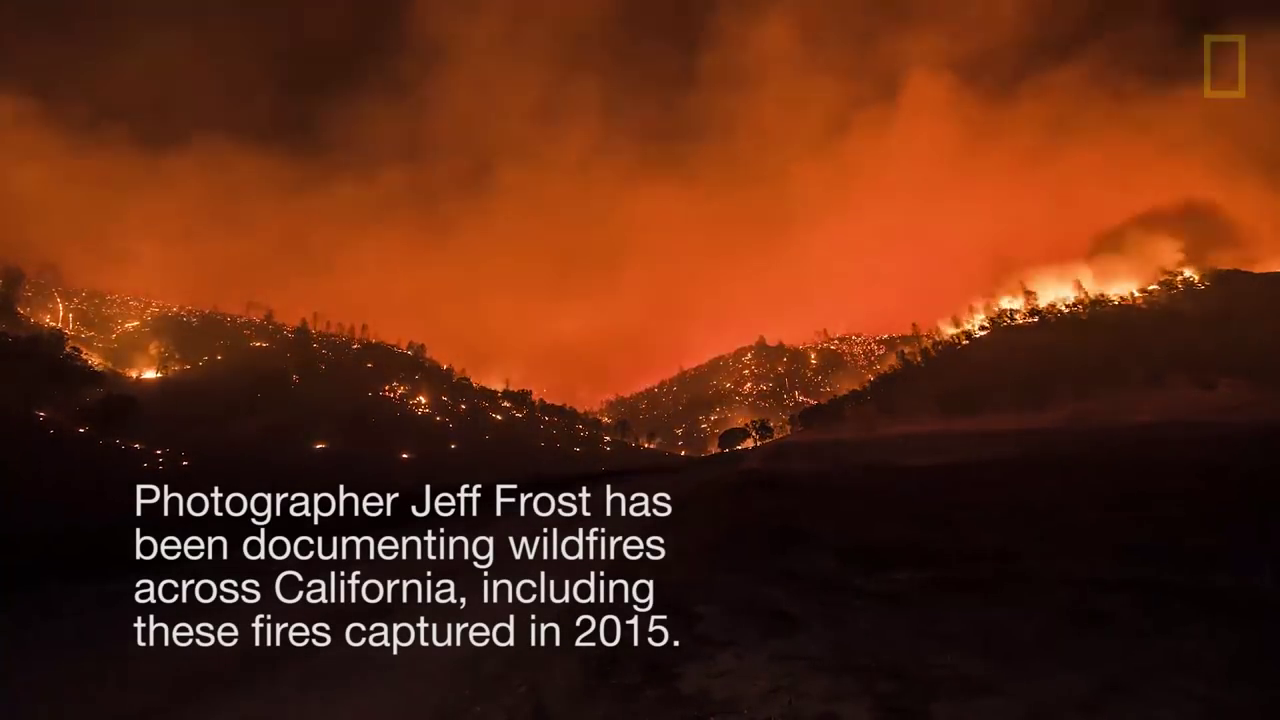 Photographer Jeff Frost has
been documenting wildfires
across California, including
these fires captured in 2015.